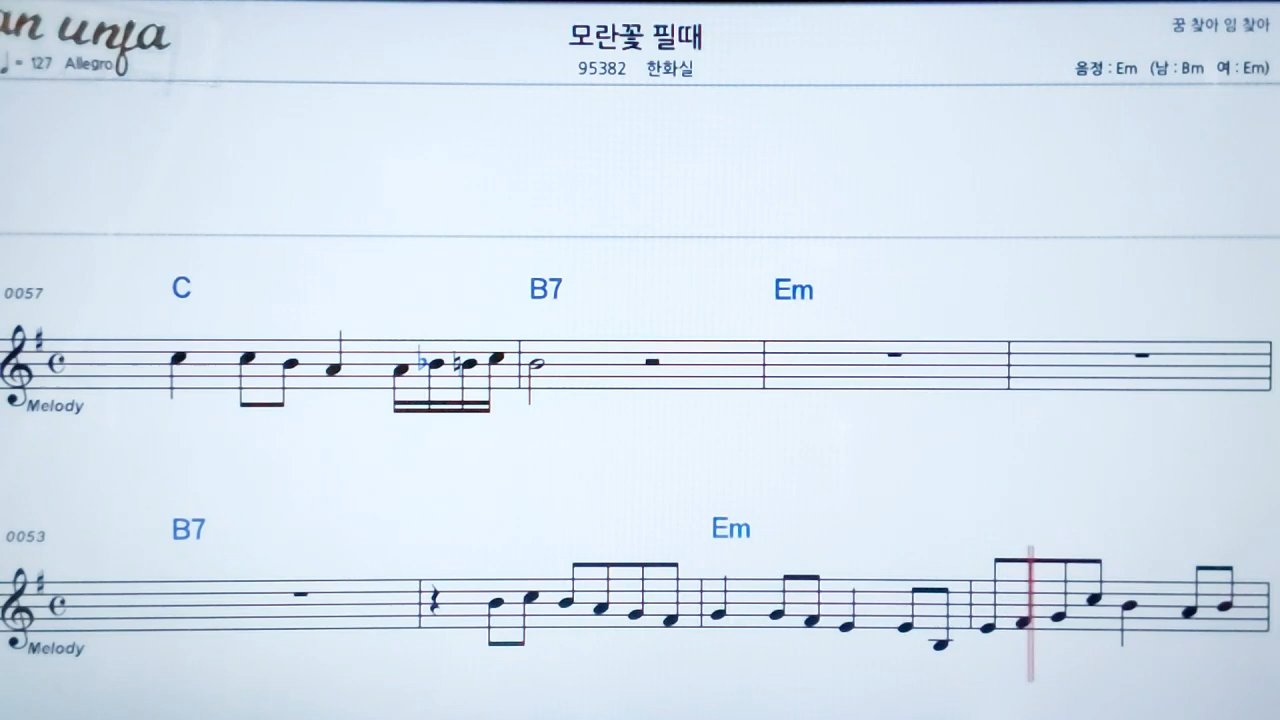 an unja
♩ = 127 Allegro
모란꽃 필때
95382 한화실
꿈 찾아 임 찾아
음정 : Em (남 : Bm 여 : Em)
0057
C B7 Em
Melody
0053
B7 Em
Melody